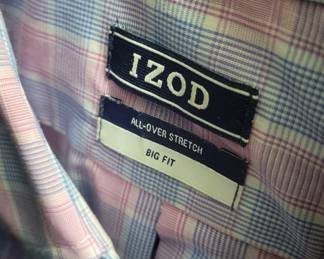 IZOD
ALL-OVER STRETCH
BIG FIT